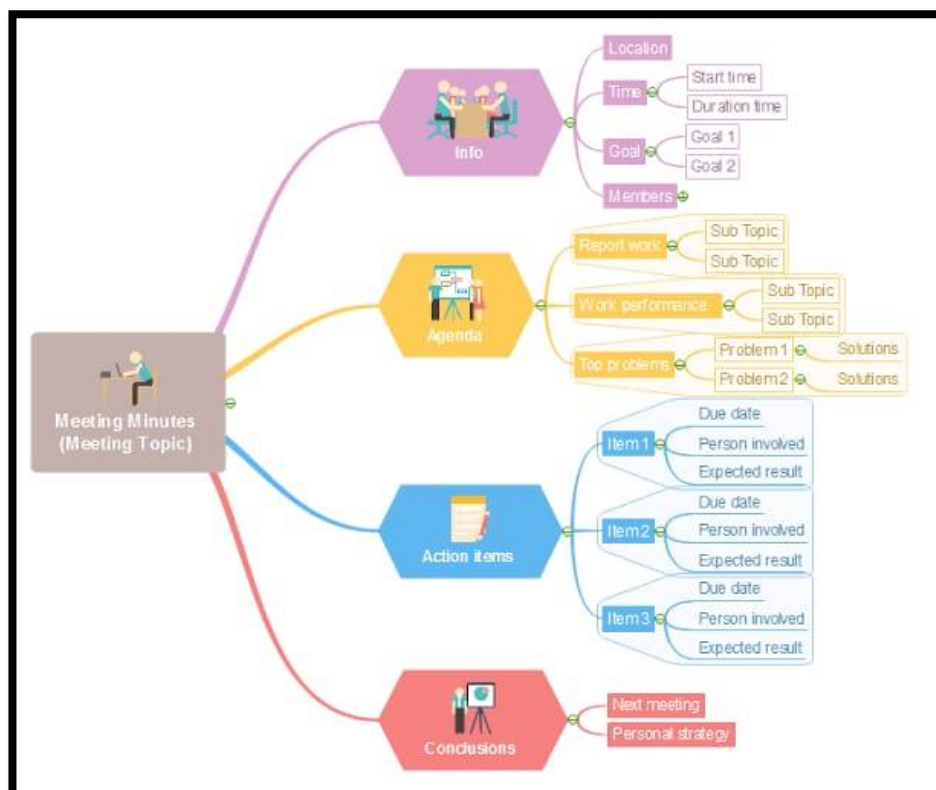 Meeting Minutes
(Meeting Topic)
Info
Location
Time
Start time
Duration time
Goal
Goal 1
Goal 2
Members
Agenda
Report work
Sub Topic
Sub Topic
Work performance
Sub Topic
Sub Topic
Top problems
Problem 1
Solutions
Problem 2
Solutions
Action items
Item 1
Due date
Person involved
Expected result
Item 2
Due date
Person involved
Expected result
Item 3
Due date
Person involved
Expected result
Conclusions
Next meeting
Personal strategy